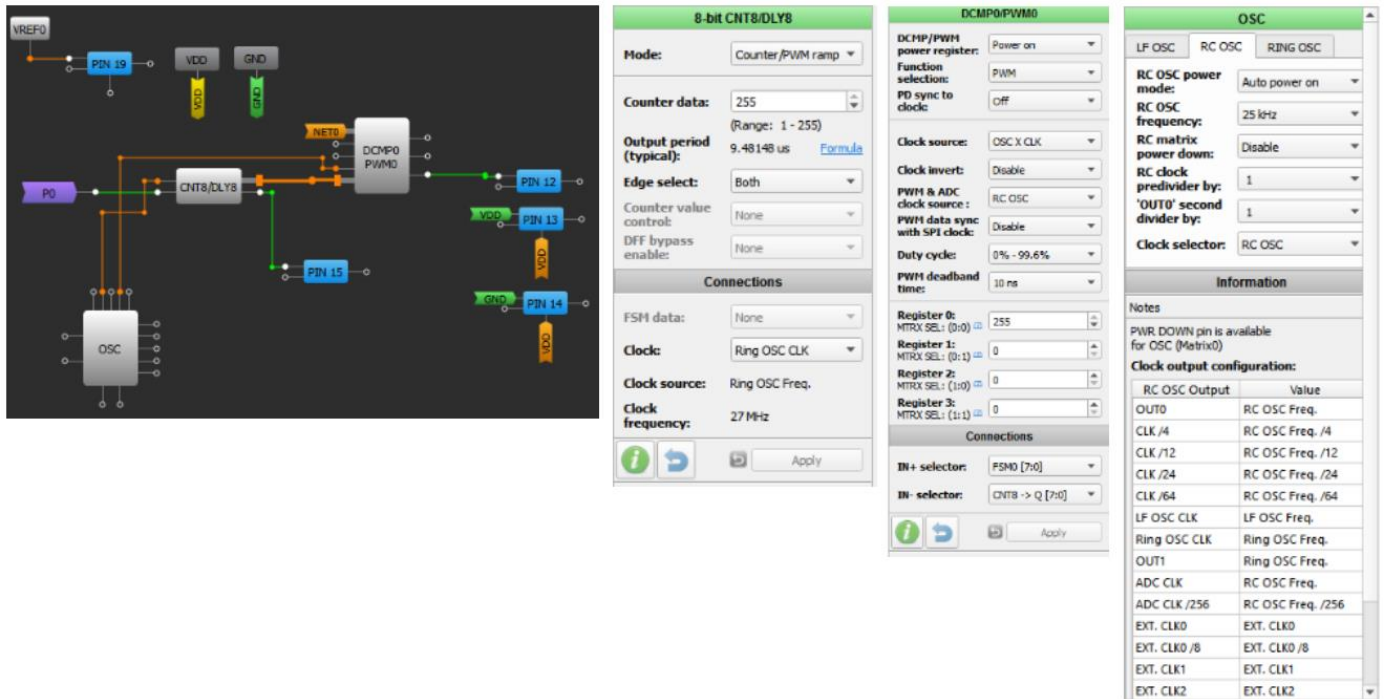 VREF0
PIN 19
VDD
GND
VDD
GND
NET0
DCMP0
PWM0
P0
CNT8/DLY8
PIN 12
VDD
PIN 13
VDD
PIN 15
GND
PIN 14
VDD
OSC
8-bit CNT8/DLY8
Mode: Counter/PWM ramp
Counter data: 255
(Range: 1 - 255)
Output period
(typical): 9.48148 us Formula
Edge select: Both
Counter value
control: None
DFF bypass
enable: None
Connections
FSM data: None
Clock: Ring OSC CLK
Clock source: Ring OSC Freq.
Clock
frequency: 27 MHz
Apply
DCMP0/PWM0
DCMP/PWM
power register: Power on
Function
selection: PWM
PD sync to
clock: Off
Clock source: OSC X CLK
Clock invert: Disable
PWM & ADC
clock source : RC OSC
PWM data sync
with SPI clock: Disable
Duty cycle: 0% - 99.6%
PWM deadband
time: 10 ns
Register 0:
MTRX SEL: (0:0) 255
Register 1:
MTRX SEL: (0:1) 0
Register 2:
MTRX SEL: (1:0) 0
Register 3:
MTRX SEL: (1:1) 0
Connections
IN+ selector: FSM0 [7:0]
IN- selector: CNT8 -> Q [7:0]
Apply
OSC
LF OSC RC OSC RING OSC
RC OSC power
mode: Auto power on
RC OSC
frequency: 25 kHz
RC matrix
power down: Disable
RC clock
predivider by: 1
'OUT0' second
divider by: 1
Clock selector: RC OSC
Information
Notes
PWR DOWN pin is available
for OSC (Matrix0)
Clock output configuration:
RC OSC Output Value
OUT0 RC OSC Freq.
CLK /4 RC OSC Freq. /4
CLK /12 RC OSC Freq. /12
CLK /24 RC OSC Freq. /24
CLK /64 RC OSC Freq. /64
LF OSC CLK LF OSC Freq.
Ring OSC CLK Ring OSC Freq.
OUT1 Ring OSC Freq.
ADC CLK RC OSC Freq.
ADC CLK /256 RC OSC Freq. /256
EXT. CLK0 EXT. CLK0
EXT. CLK0 /8 EXT. CLK0 /8
EXT. CLK1 EXT. CLK1
EXT. CLK2 EXT. CLK2